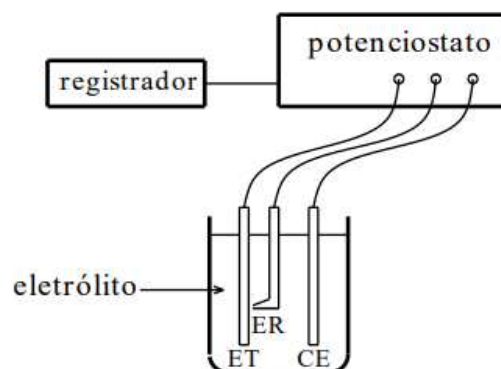 potenciostato
registrador
eletrólito
ER
ET
CE